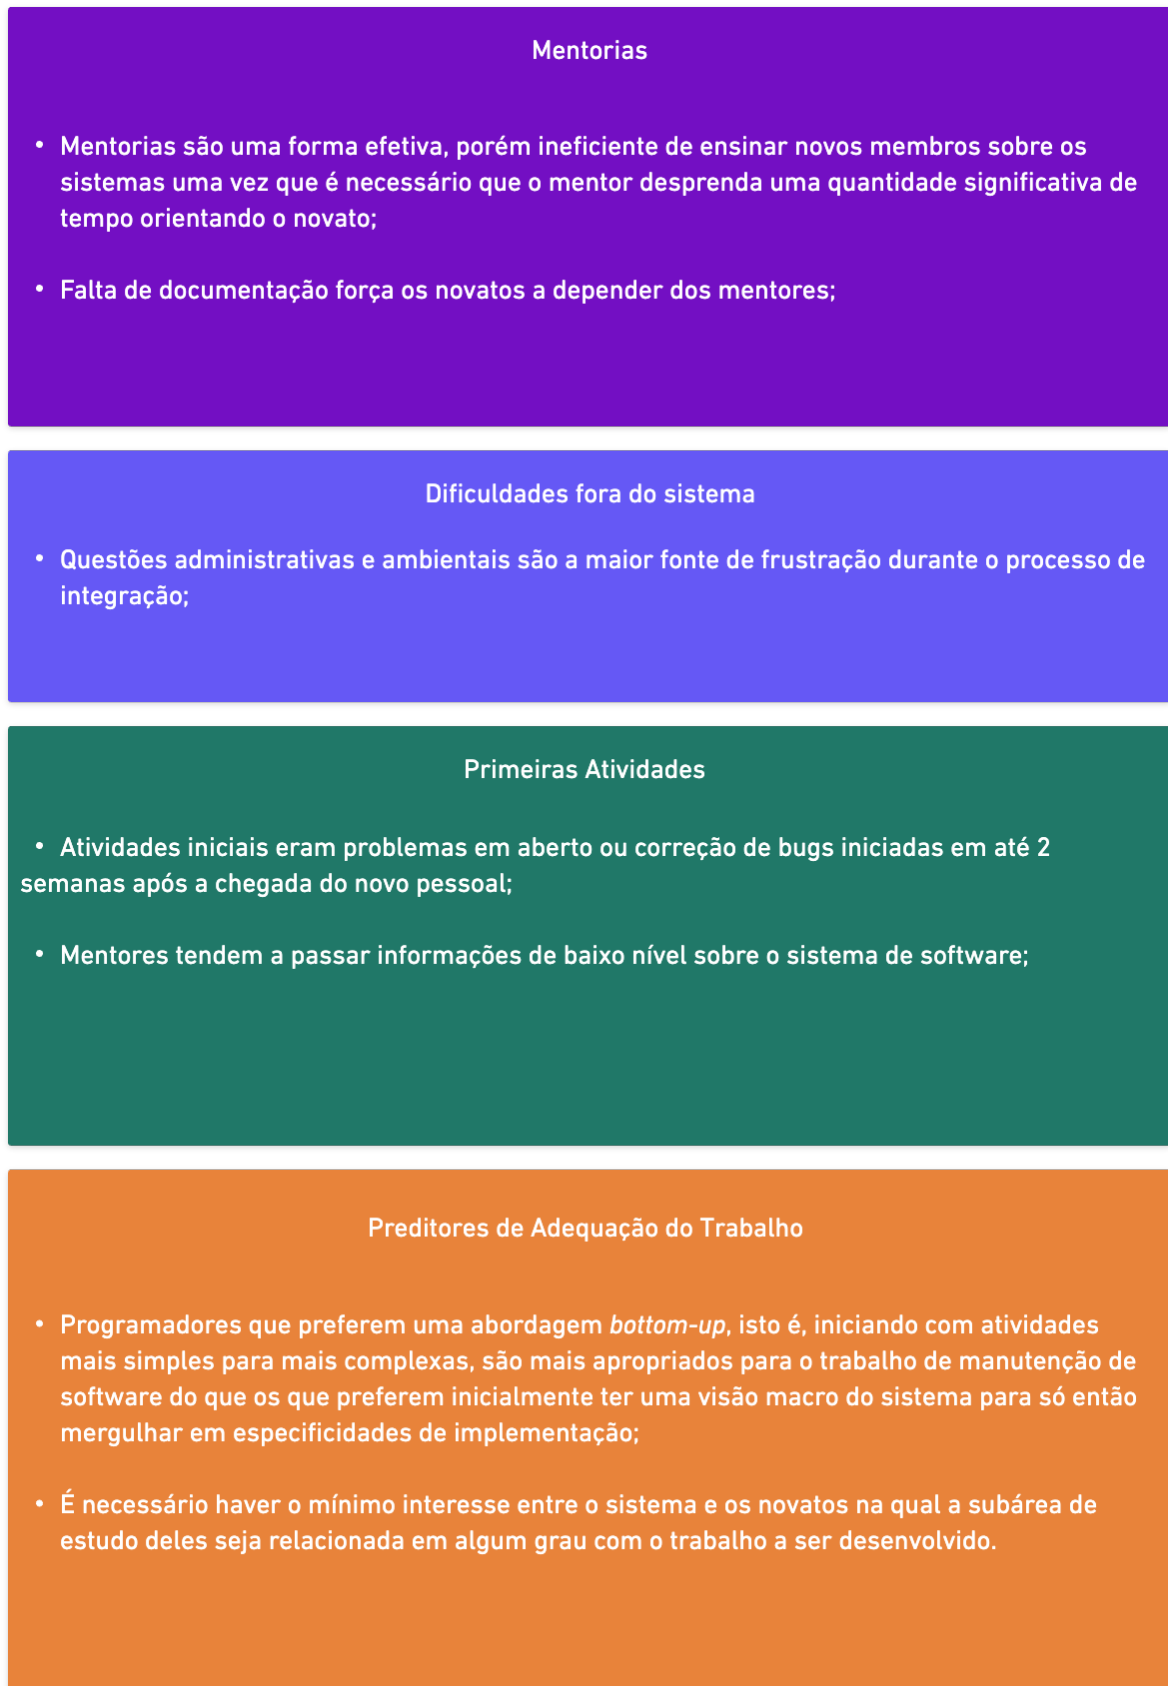 Mentorias
• Mentorias são uma forma efetiva, porém ineficiente de ensinar novos membros sobre os
sistemas uma vez que é necessário que o mentor desprenda uma quantidade significativa de
tempo orientando o novato;
• Falta de documentação força os novatos a depender dos mentores;
Dificuldades fora do sistema
• Questões administrativas e ambientais são a maior fonte de frustração durante o processo de
integração;
Primeiras Atividades
• Atividades iniciais eram problemas em aberto ou correção de bugs iniciadas em até 2
semanas após a chegada do novo pessoal;
• Mentores tendem a passar informações de baixo nível sobre o sistema de software;
Preditores de Adequação do Trabalho
• Programadores que preferem uma abordagem bottom-up, isto é, iniciando com atividades
mais simples para mais complexas, são mais apropriados para o trabalho de manutenção de
software do que os que preferem inicialmente ter uma visão macro do sistema para só então
mergulhar em especificidades de implementação;
• É necessário haver o mínimo interesse entre o sistema e os novatos na qual a subárea de
estudo deles seja relacionada em algum grau com o trabalho a ser desenvolvido.